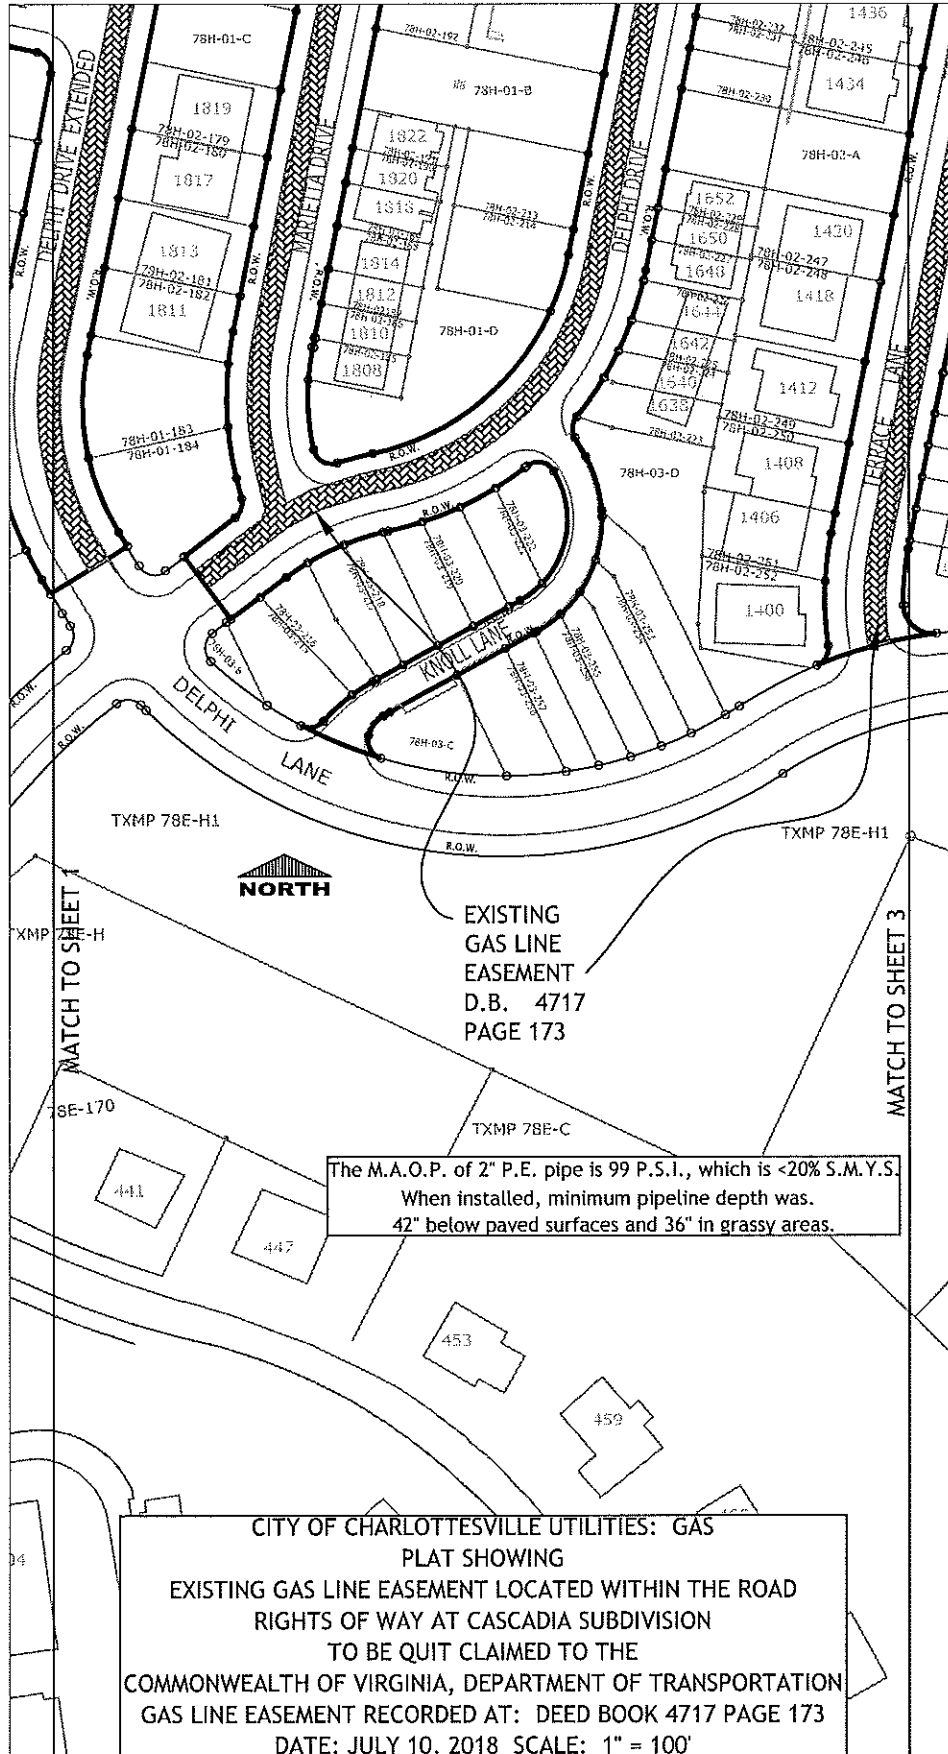 1436
78H-02-192
78H-01-C
78H-01-B
1434
78H-02-239
78H-03-A
DELPHI DRIVE EXTENDED
MARIETTA DRIVE
DELPHI DRIVE
R.O.W.
R.O.W.
1819
78H-02-179
78H-02-180
1817
1822
1820
1818
78H-02-213
78H-02-214
1652
1650
1648
1420
78H-02-247
78H-02-248
1418
R.O.W.
R.O.W.
R.O.W.
R.O.W.
R.O.W.
1813
78H-02-181
78H-02-182
1811
1814
1812
1810
1808
78H-01-D
1644
1642
1640
1638
1412
78H-02-249
78H-02-250
TERRACE LANE
78H-01-183
78H-01-184
R.O.W.
78H-02-223
78H-03-D
1408
1406
78H-02-251
78H-02-252
1400
R.O.W.
KNOLL LANE
R.O.W.
78H-03-B
R.O.W.
R.O.W.
DELPHI
LANE
78H-03-C
R.O.W.
TXMP 78E-H1
TXMP 78E-H1
R.O.W.
NORTH
MATCH TO SHEET 1
MATCH TO SHEET 3
EXISTING
GAS LINE
EASEMENT
D.B. 4717
PAGE 173
78E-170
TXMP 78E-C
The M.A.O.P. of 2" P.E. pipe is 99 P.S.I., which is <20% S.M.Y.S.
When installed, minimum pipeline depth was.
42" below paved surfaces and 36" in grassy areas.
441
447
453
459
CITY OF CHARLOTTESVILLE UTILITIES: GAS
PLAT SHOWING
EXISTING GAS LINE EASEMENT LOCATED WITHIN THE ROAD
RIGHTS OF WAY AT CASCADIA SUBDIVISION
TO BE QUIT CLAIMED TO THE
COMMONWEALTH OF VIRGINIA, DEPARTMENT OF TRANSPORTATION
GAS LINE EASEMENT RECORDED AT: DEED BOOK 4717 PAGE 173
DATE: JULY 10, 2018 SCALE: 1" = 100'